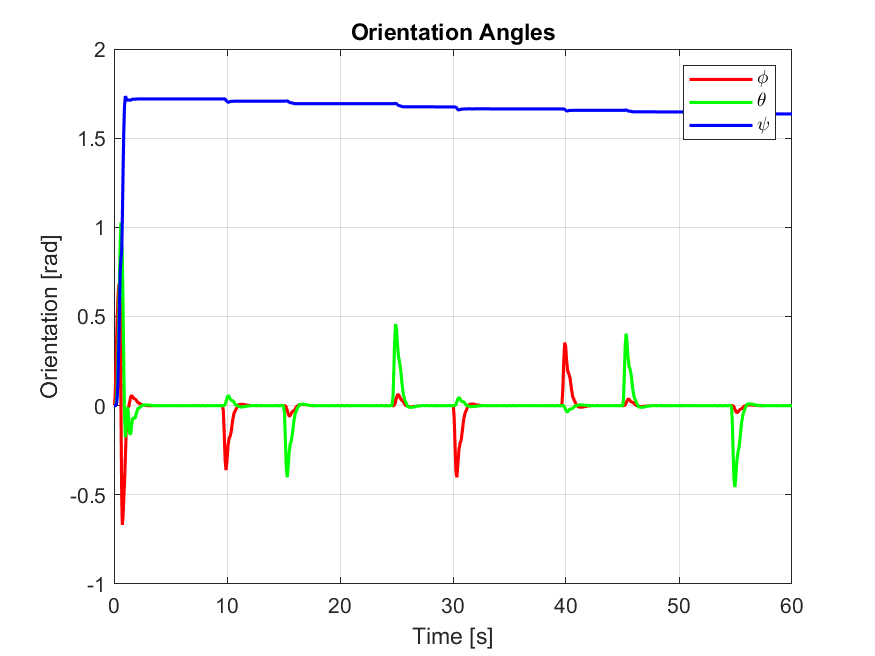 Orientation Angles
2
1.5
1
0.5
0
-0.5
-1
Orientation [rad]
0 10 20 30 40 50 60
Time [s]
ϕ
θ
ψ